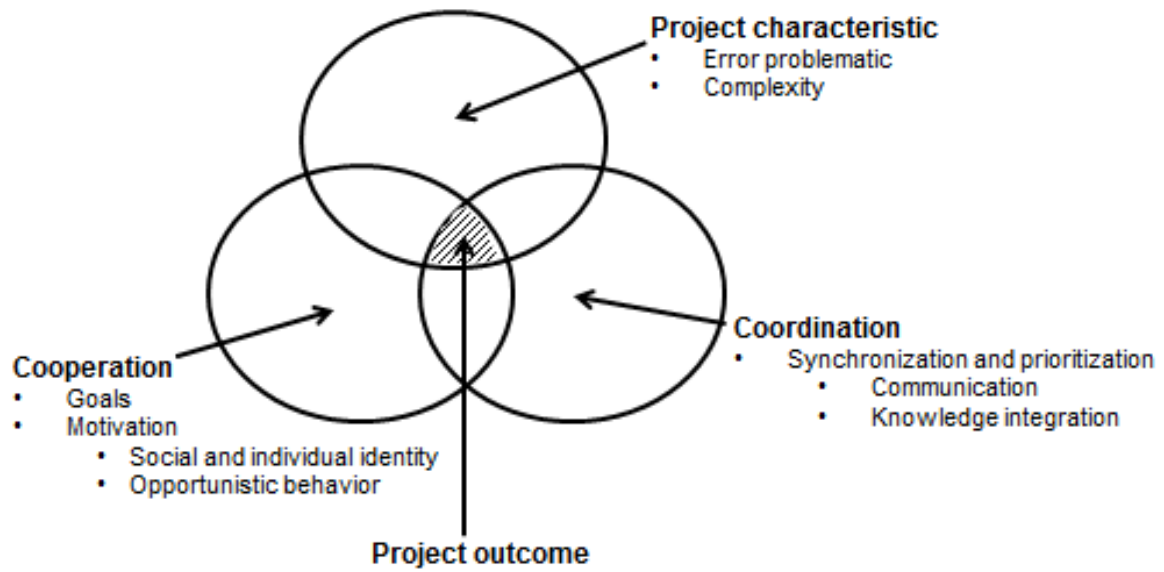 Project characteristic
• Error problematic
• Complexity
Coordination
• Synchronization and prioritization
• Communication
• Knowledge integration
Cooperation
• Goals
• Motivation
• Social and individual identity
• Opportunistic behavior
Project outcome